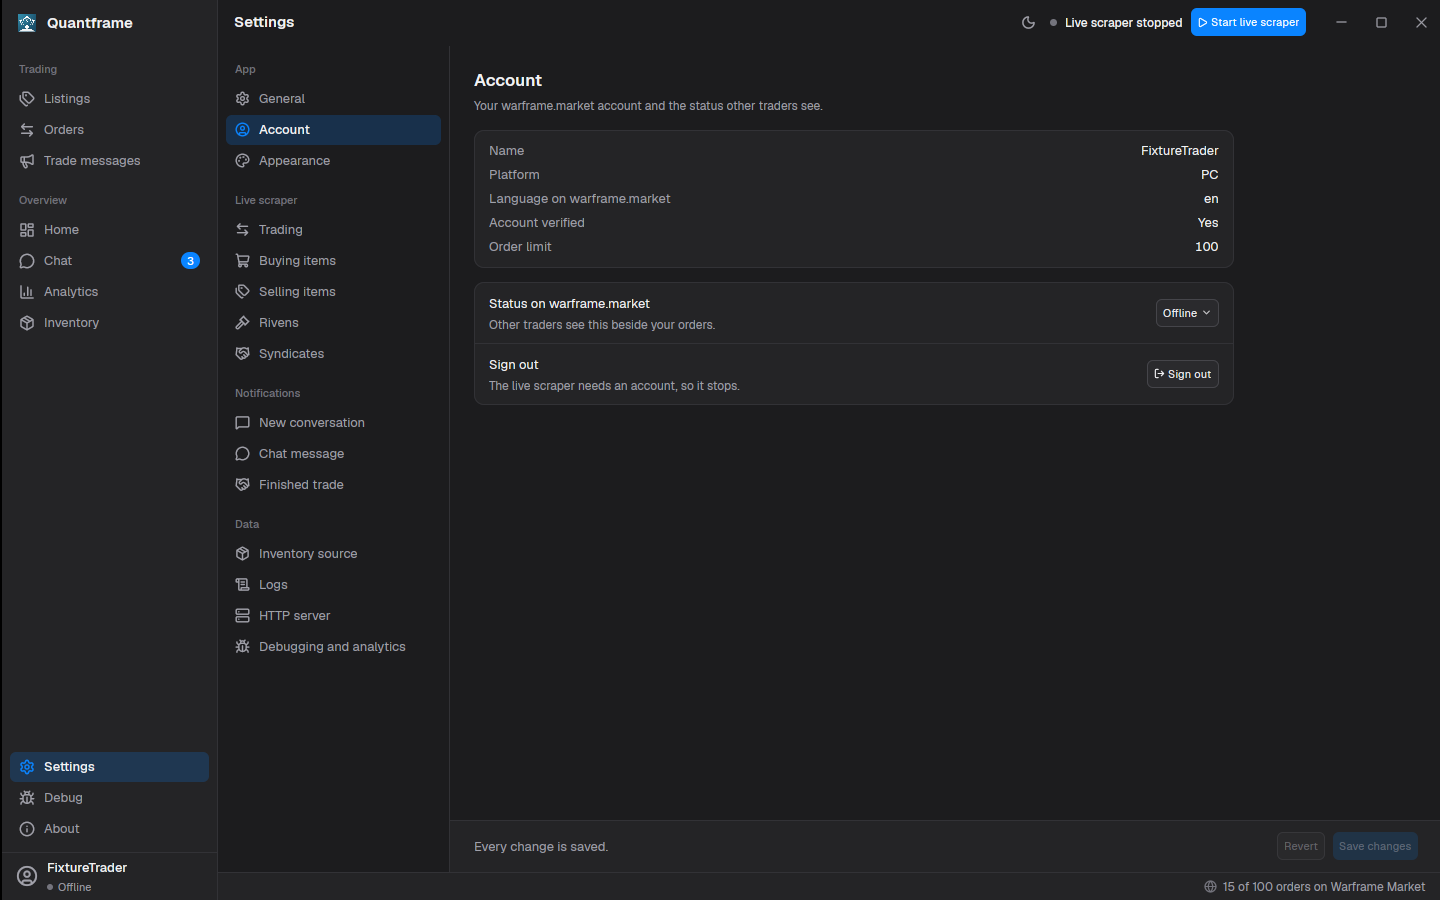 Quantframe
Trading
Listings
Orders
Trade messages
Overview
Home
Chat 3
Analytics
Inventory
Settings
Debug
About
FixtureTrader
Offline
Settings
Live scraper stopped
Start live scraper
App
General
Account
Appearance
Live scraper
Trading
Buying items
Selling items
Rivens
Syndicates
Notifications
New conversation
Chat message
Finished trade
Data
Inventory source
Logs
HTTP server
Debugging and analytics
Account
Your warframe.market account and the status other traders see.
Name FixtureTrader
Platform PC
Language on warframe.market en
Account verified Yes
Order limit 100
Status on warframe.market
Other traders see this beside your orders.
Offline
Sign out
The live scraper needs an account, so it stops.
Sign out
Every change is saved.
Revert
Save changes
15 of 100 orders on Warframe Market